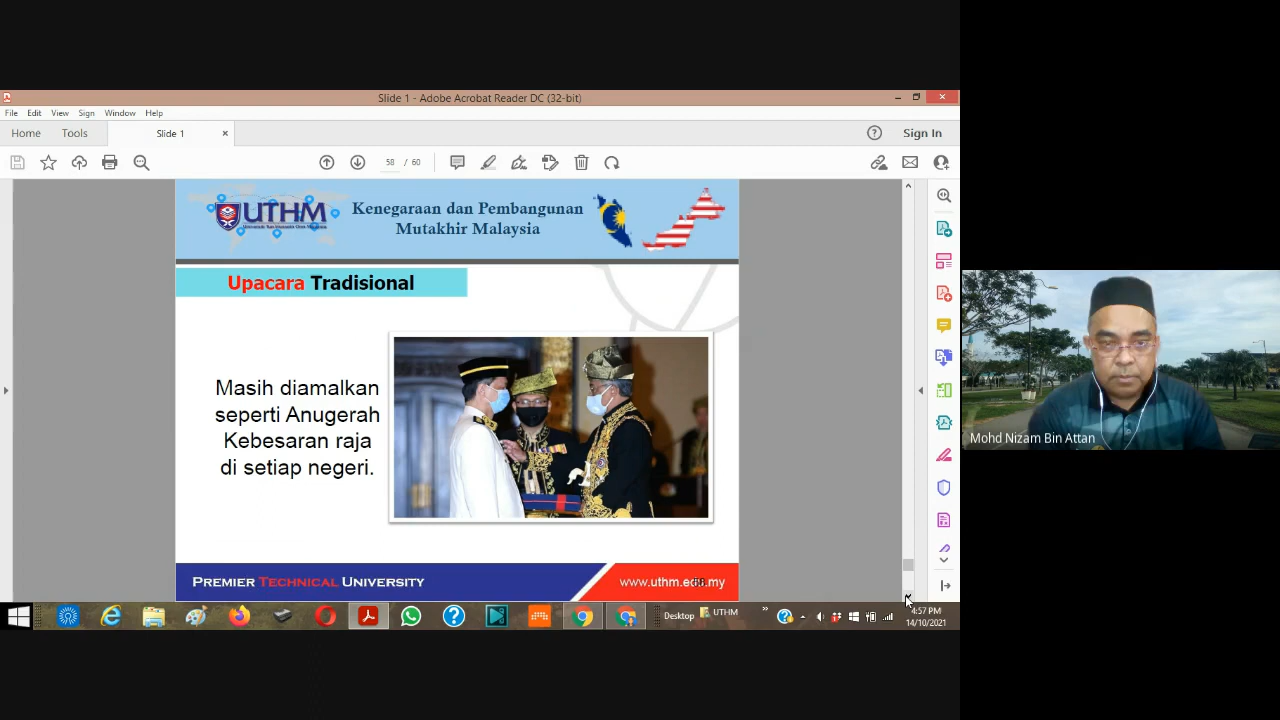 Slide 1 - Adobe Acrobat Reader DC (32-bit)
File Edit View Sign Window Help
Home Tools Slide 1 × Sign In
58 / 60
UTHM
Kenegaraan dan Pembangunan
Mutakhir Malaysia
Upacara Tradisional
Masih diamalkan
seperti Anugerah
Kebesaran raja
di setiap negeri.
PREMIER TECHNICAL UNIVERSITY
www.uthm.edu.my
Mohd Nizam Bin Attan
Desktop
UTHM
4:57 PM
14/10/2021